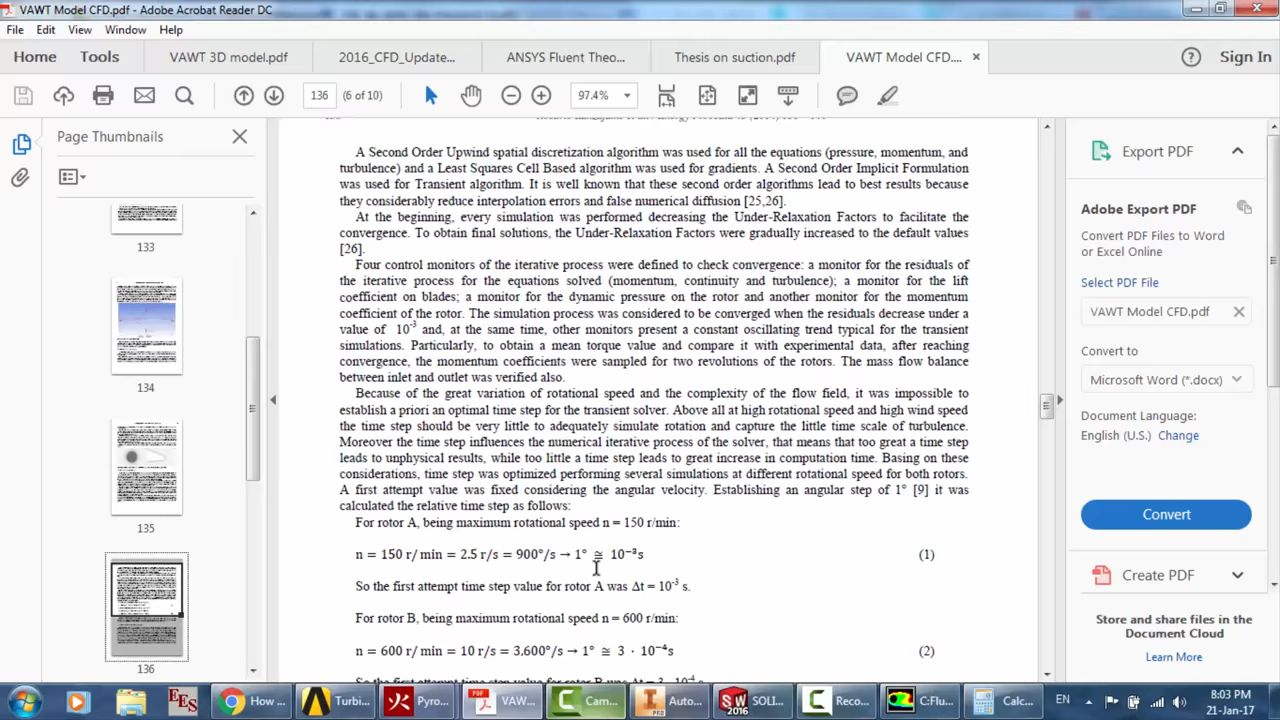 VAWT Model CFD.pdf - Adobe Acrobat Reader DC
File Edit View Window Help
Home Tools VAWT 3D model.pdf 2016_CFD_Update... ANSYS Fluent Theo... Thesis on suction.pdf VAWT Model CFD.... Sign In
136 (6 of 10) 97.4%
Page Thumbnails
133
134
135
136
A Second Order Upwind spatial discretization algorithm was used for all the equations (pressure, momentum, and
turbulence) and a Least Squares Cell Based algorithm was used for gradients. A Second Order Implicit Formulation
was used for Transient algorithm. It is well known that these second order algorithms lead to best results because
they considerably reduce interpolation errors and false numerical diffusion [25,26].
At the beginning, every simulation was performed decreasing the Under-Relaxation Factors to facilitate the
convergence. To obtain final solutions, the Under-Relaxation Factors were gradually increased to the default values
[26].
Four control monitors of the iterative process were defined to check convergence: a monitor for the residuals of
the iterative process for the equations solved (momentum, continuity and turbulence); a monitor for the lift
coefficient on blades; a monitor for the dynamic pressure on the rotor and another monitor for the momentum
coefficient of the rotor. The simulation process was considered to be converged when the residuals decrease under a
value of 10⁻³ and, at the same time, other monitors present a constant oscillating trend typical for the transient
simulations. Particularly, to obtain a mean torque value and compare it with experimental data, after reaching
convergence, the momentum coefficients were sampled for two revolutions of the rotors. The mass flow balance
between inlet and outlet was verified also.
Because of the great variation of rotational speed and the complexity of the flow field, it was impossible to
establish a priori an optimal time step for the transient solver. Above all at high rotational speed and high wind speed
the time step should be very little to adequately simulate rotation and capture the little time scale of turbulence.
Moreover the time step influences the numerical iterative process of the solver, that means that too great a time step
leads to unphysical results, while too little a time step leads to great increase in computation time. Basing on these
considerations, time step was optimized performing several simulations at different rotational speed for both rotors.
A first attempt value was fixed considering the angular velocity. Establishing an angular step of 1° [9] it was
calculated the relative time step as follows:
For rotor A, being maximum rotational speed n = 150 r/min:
n = 150 r/min = 2.5 r/s = 900°/s → 1° ≅ 10⁻³s (1)
So the first attempt time step value for rotor A was Δt = 10⁻³ s.
For rotor B, being maximum rotational speed n = 600 r/min:
n = 600 r/min = 10 r/s = 3.600°/s → 1° ≅ 3 · 10⁻⁴s (2)
Export PDF
Adobe Export PDF
Convert PDF Files to Word
or Excel Online
Select PDF File
VAWT Model CFD.pdf
Convert to
Microsoft Word (*.docx)
Document Language:
English (U.S.) Change
Convert
Create PDF
Store and share files in the
Document Cloud
Learn More
How ... Turbi... Pyro... VAW... Cam... Auto... SOLI... Reco... C:Flu... Calc... EN 8:03 PM
21-Jan-17